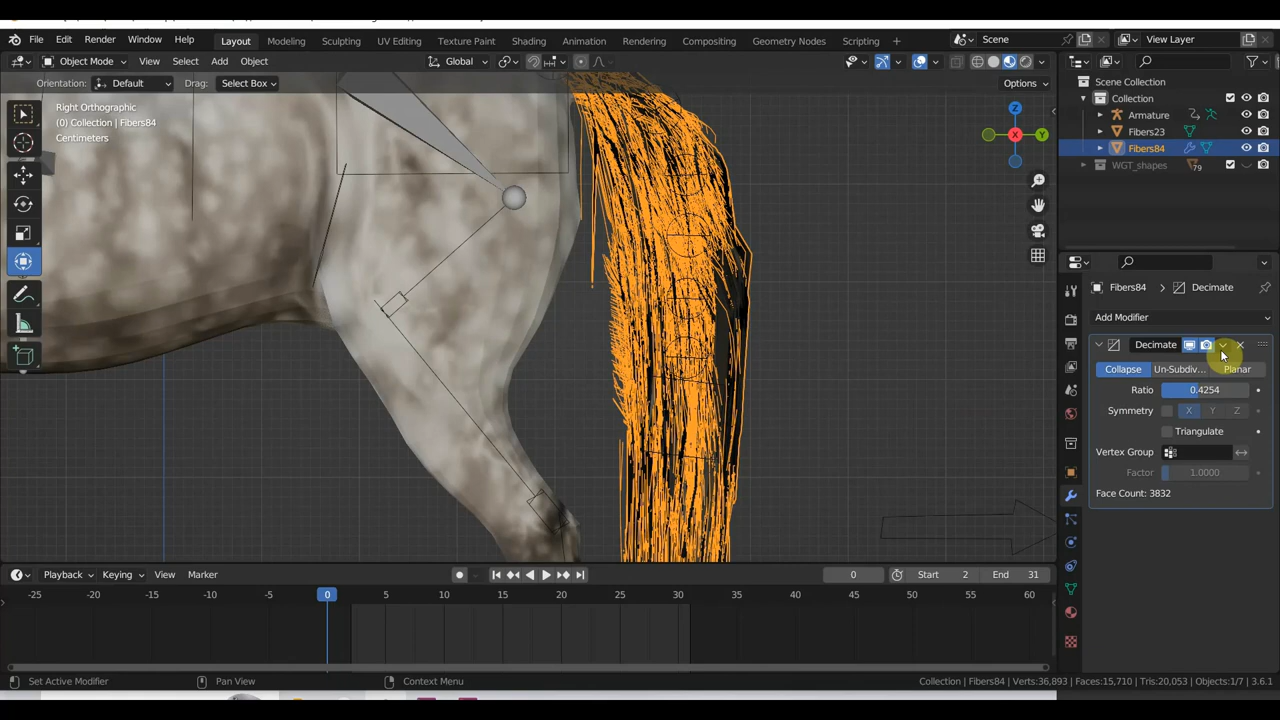 File Edit Render Window Help Layout Modeling Sculpting UV Editing Texture Paint Shading Animation Rendering Compositing Geometry Nodes Scripting + Scene View Layer
Object Mode View Select Add Object Global Options
Orientation: Default Drag: Select Box
Right Orthographic
(0) Collection | Fibers84
Centimeters
Z
X
Y
Scene Collection
Collection
Armature
Fibers23
Fibers84
WGT_shapes 79
Fibers84 > Decimate
Add Modifier
Decimate
Collapse Un-Subdiv... Planar
Ratio 0.4254
Symmetry X Y Z
Triangulate
Vertex Group
Factor 1.0000
Face Count: 3832
Playback Keying View Marker 0 Start 2 End 31
-25 -20 -15 -10 -5 0 5 10 15 20 25 30 35 40 45 50 55 60
Set Active Modifier Pan View Context Menu Collection | Fibers84 | Verts:36,893 | Faces:15,710 | Tris:20,053 | Objects:1/7 | 3.6.1